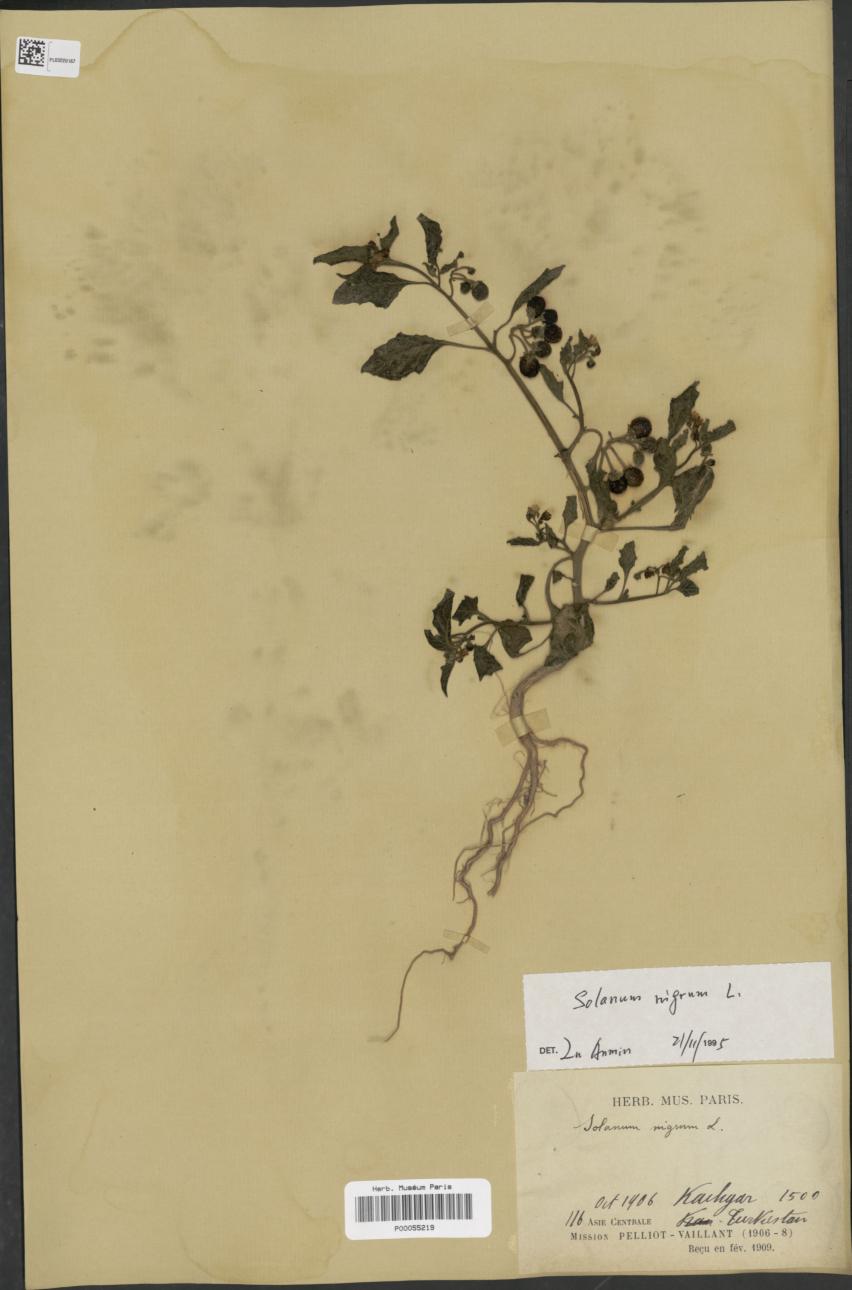 Solanum nigrum L.
DET. Lu Anmin 21/11/1995
HERB. MUS. PARIS.
Solanum nigrum L.
Oct 1906 Kachgar 1500
116 ASIE CENTRALE Turkestan
MISSION PELLIOT-VAILLANT (1906-8)
Reçu en fév. 1909.
Herb. Muséum Paris
P00055219